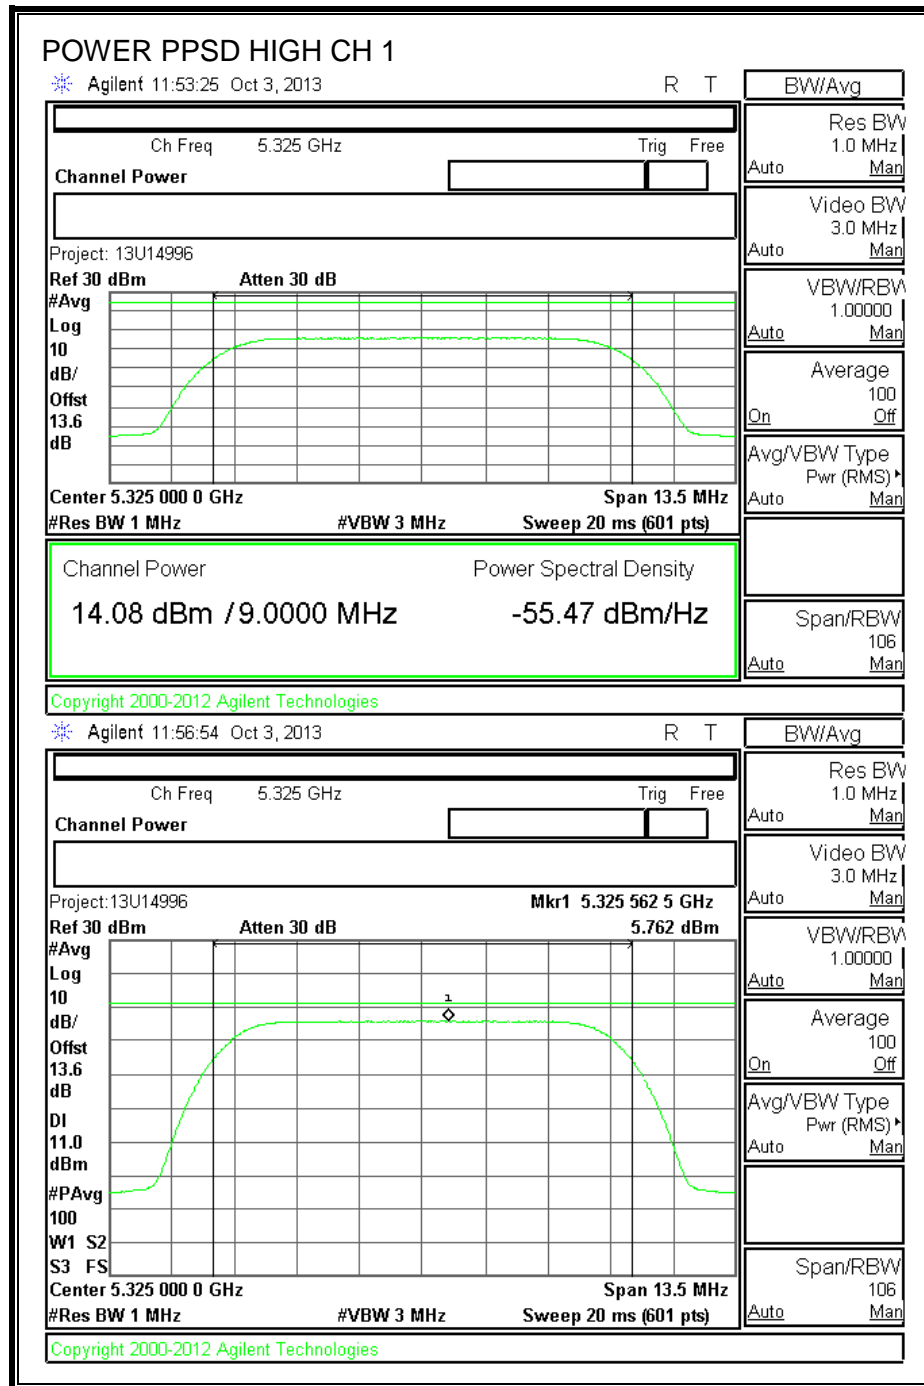 POWER PPSD HIGH CH 1
Agilent 11:53:25 Oct 3, 2013 R T
BW/Avg
Ch Freq 5.325 GHz Trig Free
Channel Power
Res BW
1.0 MHz
Auto Man
Video BW
3.0 MHz
Auto Man
Project: 13U14996
Ref 30 dBm Atten 30 dB
#Avg
Log
10
dB/
Offst
13.6
dB
VBW/RBW
1.00000
Auto Man
Average
100
On Off
Avg/VBW Type
Pwr (RMS)
Auto Man
Center 5.325 000 0 GHz Span 13.5 MHz
#Res BW 1 MHz #VBW 3 MHz Sweep 20 ms (601 pts)
Channel Power Power Spectral Density
14.08 dBm / 9.0000 MHz -55.47 dBm/Hz
Span/RBW
106
Auto Man
Copyright 2000-2012 Agilent Technologies
Agilent 11:56:54 Oct 3, 2013 R T
BW/Avg
Ch Freq 5.325 GHz Trig Free
Channel Power
Res BW
1.0 MHz
Auto Man
Video BW
3.0 MHz
Auto Man
Project:13U14996 Mkr1 5.325 562 5 GHz
Ref 30 dBm Atten 30 dB 5.762 dBm
#Avg
Log
10
dB/
Offst
13.6
dB
DI
11.0
dBm
#PAvg
100
W1 S2
S3 FS
1
VBW/RBW
1.00000
Auto Man
Average
100
On Off
Avg/VBW Type
Pwr (RMS)
Auto Man
Center 5.325 000 0 GHz Span 13.5 MHz
#Res BW 1 MHz #VBW 3 MHz Sweep 20 ms (601 pts)
Span/RBW
106
Auto Man
Copyright 2000-2012 Agilent Technologies